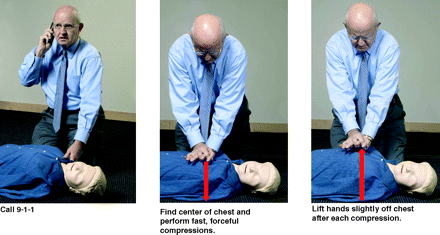 Call 9-1-1
Find center of chest and
perform fast, forceful
compressions.
Lift hands slightly off chest
after each compression.